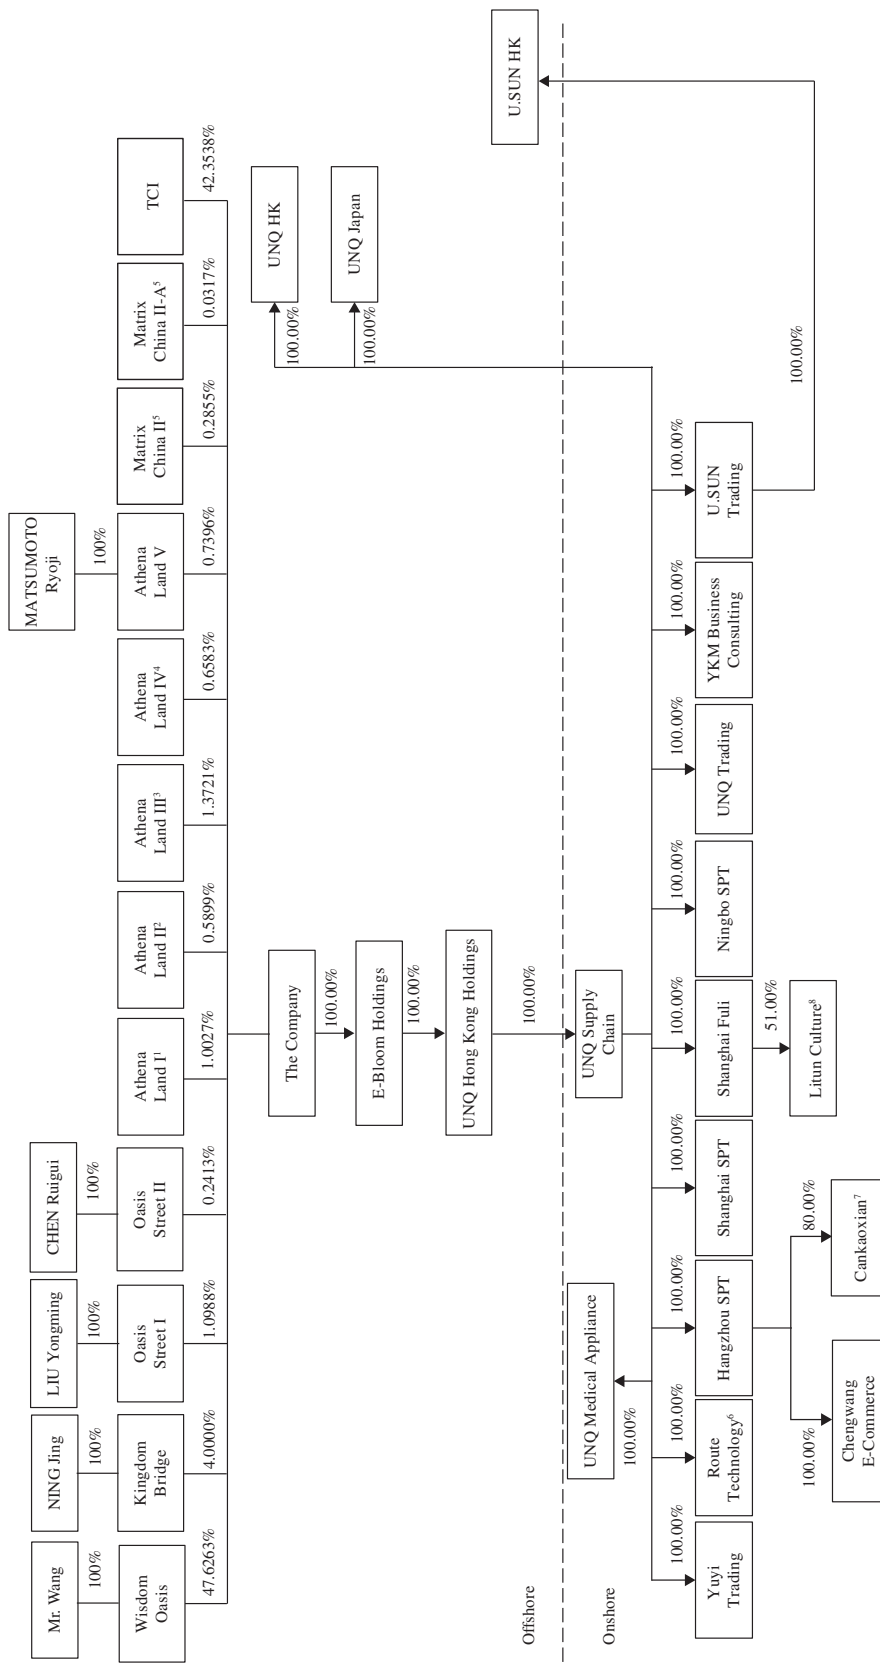 Mr. Wang
NING Jing
LIU Yongming
CHEN Ruigui
MATSUMOTO
Ryoji
100%
100%
100%
100%
100%
Wisdom
Oasis
Kingdom
Bridge
Oasis
Street I
Oasis
Street II
Athena
Land I¹
Athena
Land II²
Athena
Land III³
Athena
Land IV⁴
Athena
Land V
Matrix
China II⁵
Matrix
China II-A⁵
TCI
47.6263%
4.0000%
1.0988%
0.2413%
1.0027%
0.5899%
1.3721%
0.6583%
0.7396%
0.2855%
0.0317%
42.3538%
The Company
100.00%
E-Bloom Holdings
100.00%
UNQ Hong Kong Holdings
100.00%
UNQ HK
100.00%
UNQ Japan
100.00%
U.SUN HK
Offshore
Onshore
UNQ Supply
Chain
UNQ Medical Appliance
100.00%
100.00%
100.00%
100.00%
100.00%
100.00%
100.00%
100.00%
100.00%
100.00%
Yuyi
Trading
Route
Technology⁶
Hangzhou SPT
Shanghai SPT
Shanghai Fuli
Ningbo SPT
UNQ Trading
YKM Business
Consulting
U.SUN
Trading
100.00%
80.00%
51.00%
100.00%
Chengwang
E-Commerce
Cankaoxian⁷
Litun Culture⁸